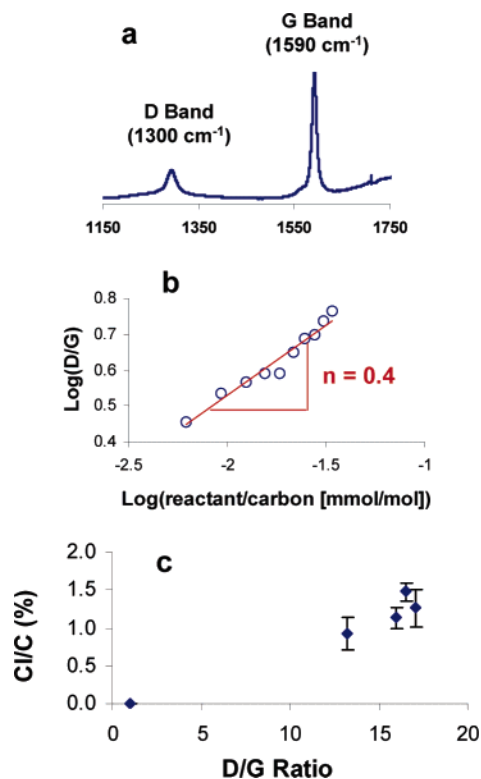 a
G Band
(1590 cm-1)
D Band
(1300 cm-1)
1150 1350 1550 1750
b
Log(D/G)
0.8
0.7
0.6
0.5
0.4
n = 0.4
-2.5 -2 -1.5 -1
Log(reactant/carbon [mmol/mol])
c
Cl/C (%)
2.0
1.5
1.0
0.5
0.0
0 5 10 15 20
D/G Ratio